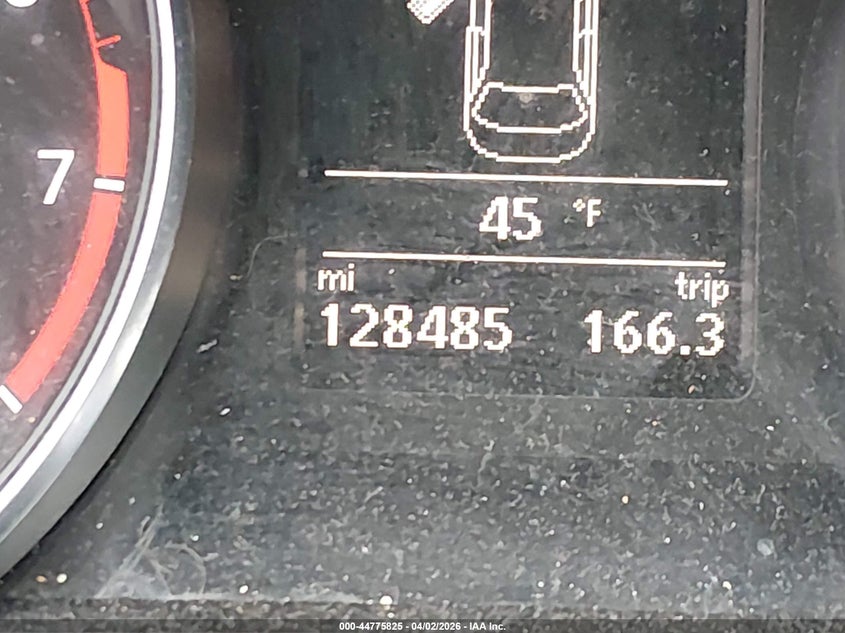 7
45 °F
mi trip
128485 166.3
000-44775825 - 04/02/2026 - IAA Inc.